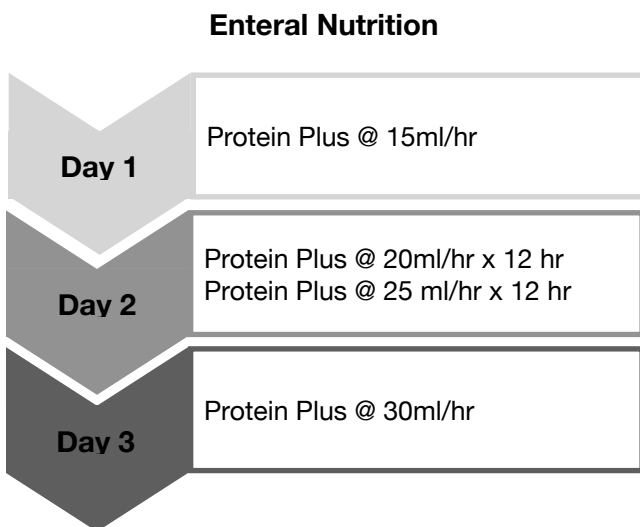 Enteral Nutrition
Day 1
Protein Plus @ 15ml/hr
Day 2
Protein Plus @ 20ml/hr x 12 hr
Protein Plus @ 25 ml/hr x 12 hr
Day 3
Protein Plus @ 30ml/hr